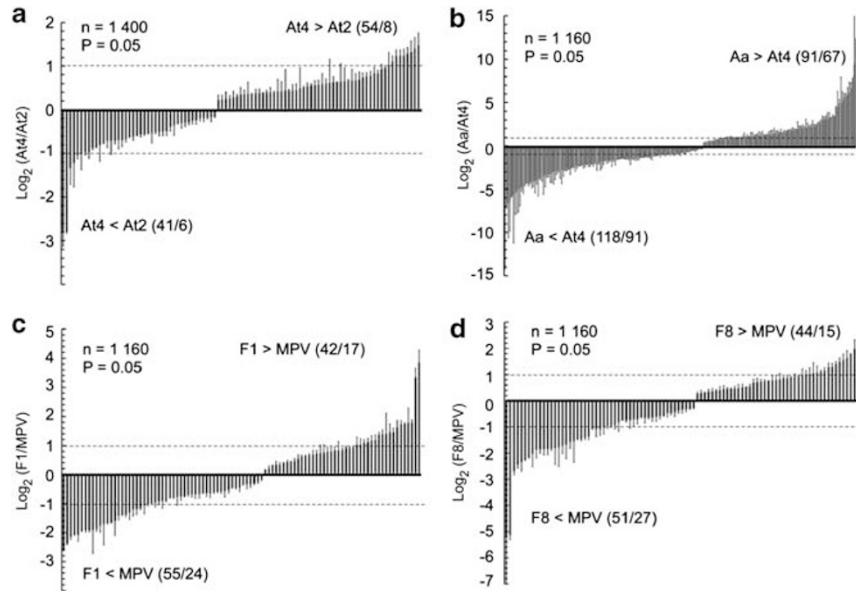 a
At4 > At2 (54/8)
n = 1 400
P = 0.05
2
1
0
-1
-2
-3
Log2 (At4/At2)
At4 < At2 (41/6)
b
n = 1 160
P = 0.05
Aa > At4 (91/67)
15
10
5
0
-5
-10
-15
Log2 (Aa/At4)
Aa < At4 (118/91)
c
n = 1 160
P = 0.05
F1 > MPV (42/17)
5
4
3
2
1
0
-1
-2
-3
Log2 (F1/MPV)
F1 < MPV (55/24)
d
n = 1 160
P = 0.05
F8 > MPV (44/15)
3
2
1
0
-1
-2
-3
-4
-5
-6
-7
Log2 (F8/MPV)
F8 < MPV (51/27)